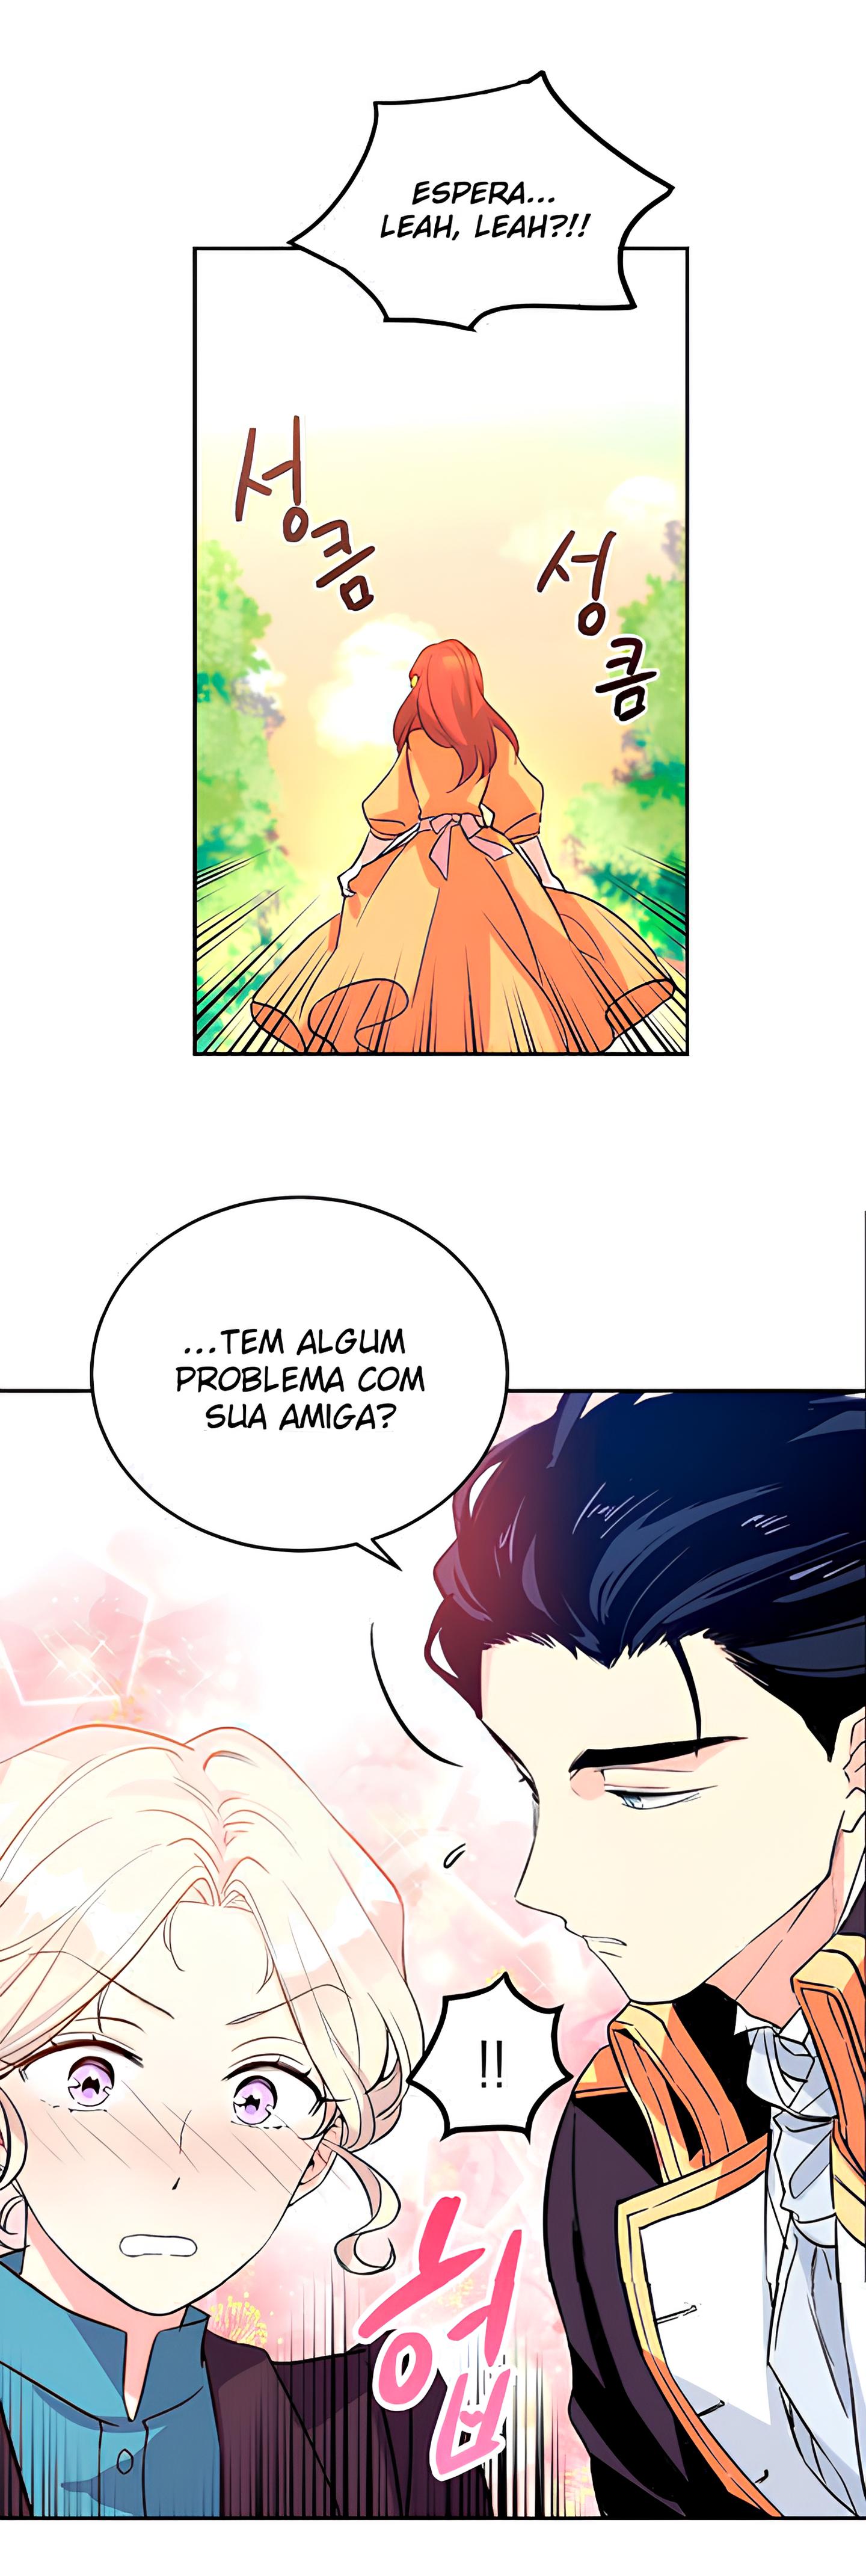 ESPERA...
LEAH, LEAH?!!
성큼
성큼
...TEM ALGUM
PROBLEMA COM
SUA AMIGA?
!!
헙